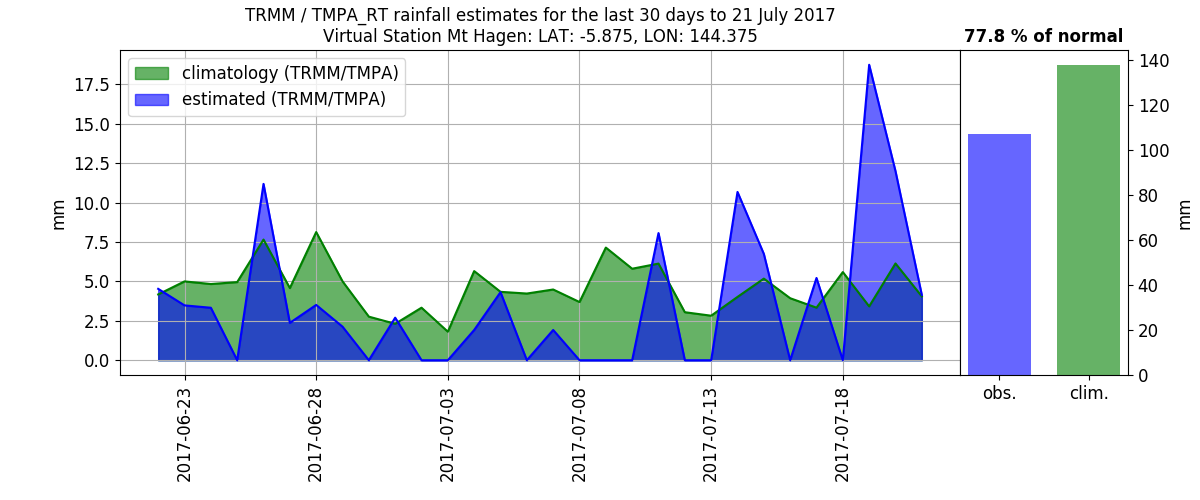 TRMM / TMPA_RT rainfall estimates for the last 30 days to 21 July 2017
Virtual Station Mt Hagen: LAT: -5.875, LON: 144.375
77.8 % of normal
climatology (TRMM/TMPA)
estimated (TRMM/TMPA)
mm
17.5
15.0
12.5
10.0
7.5
5.0
2.5
0.0
2017-06-23
2017-06-28
2017-07-03
2017-07-08
2017-07-13
2017-07-18
140
120
100
80
60
40
20
0
mm
obs.
clim.